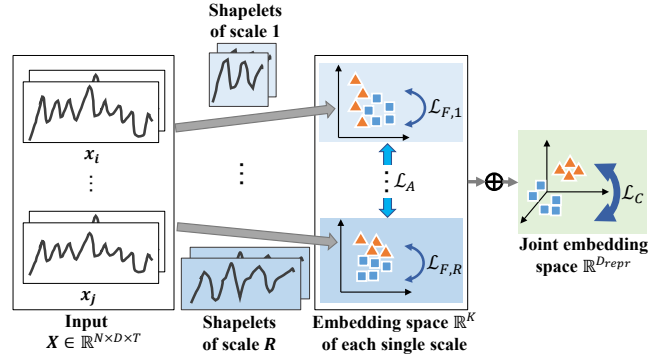 Shapelets
of scale 1
x_i
⋮
x_j
Input
X ∈ ℝ^{N×D×T}
⋮
Shapelets
of scale R
ℒ_{F,1}
⋮ ℒ_A
ℒ_{F,R}
Embedding space ℝ^K
of each single scale
⊕
ℒ_C
Joint embedding
space ℝ^{D_{repr}}